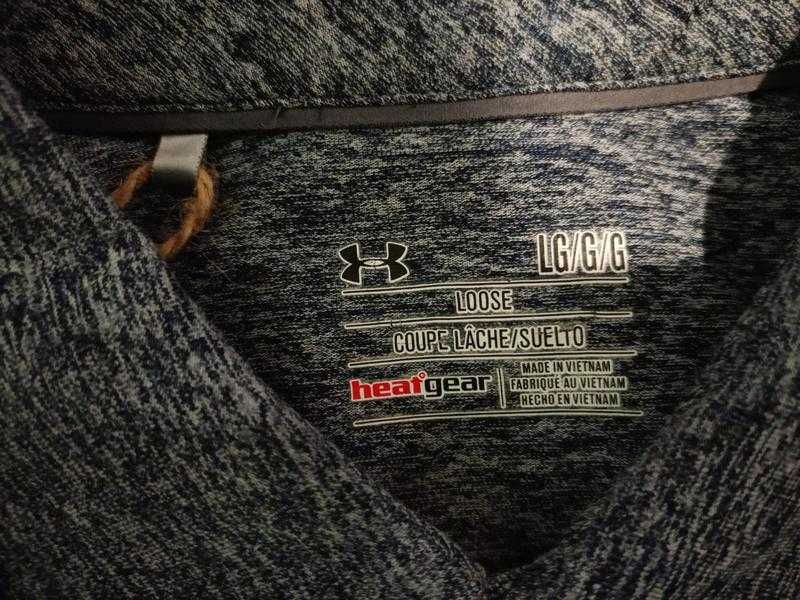 LG/G/G
LOOSE
COUPE LÂCHE/SUELTO
heatgear
MADE IN VIETNAM
FABRIQUÉ AU VIETNAM
HECHO EN VIETNAM